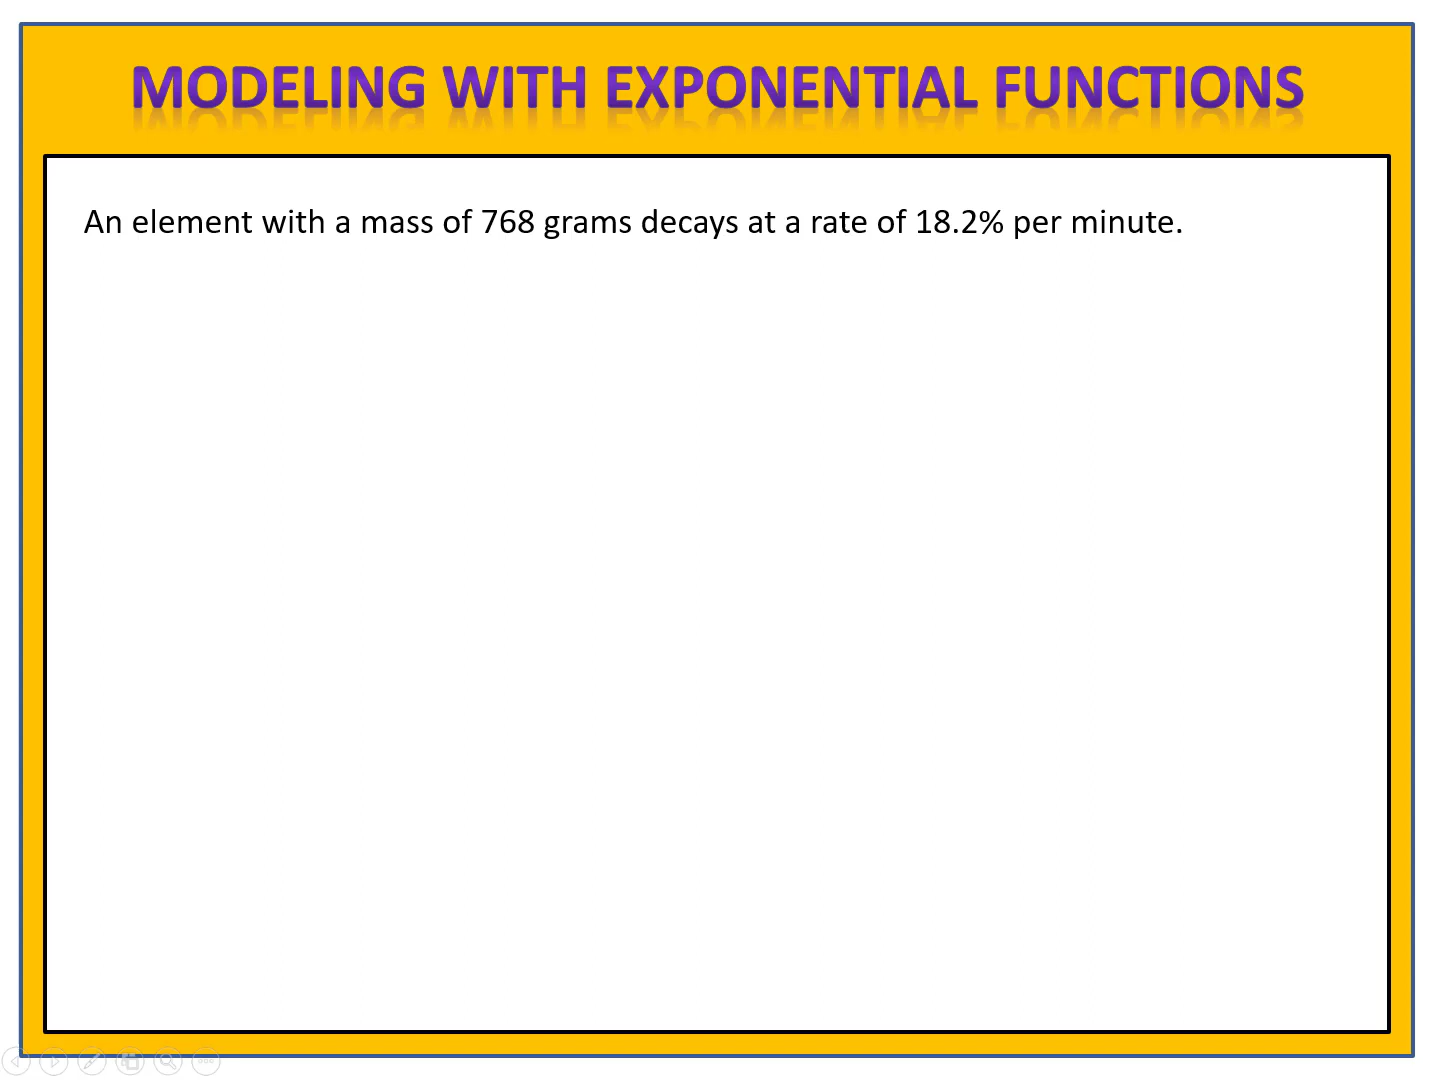 MODELING WITH EXPONENTIAL FUNCTIONS
An element with a mass of 768 grams decays at a rate of 18.2% per minute.